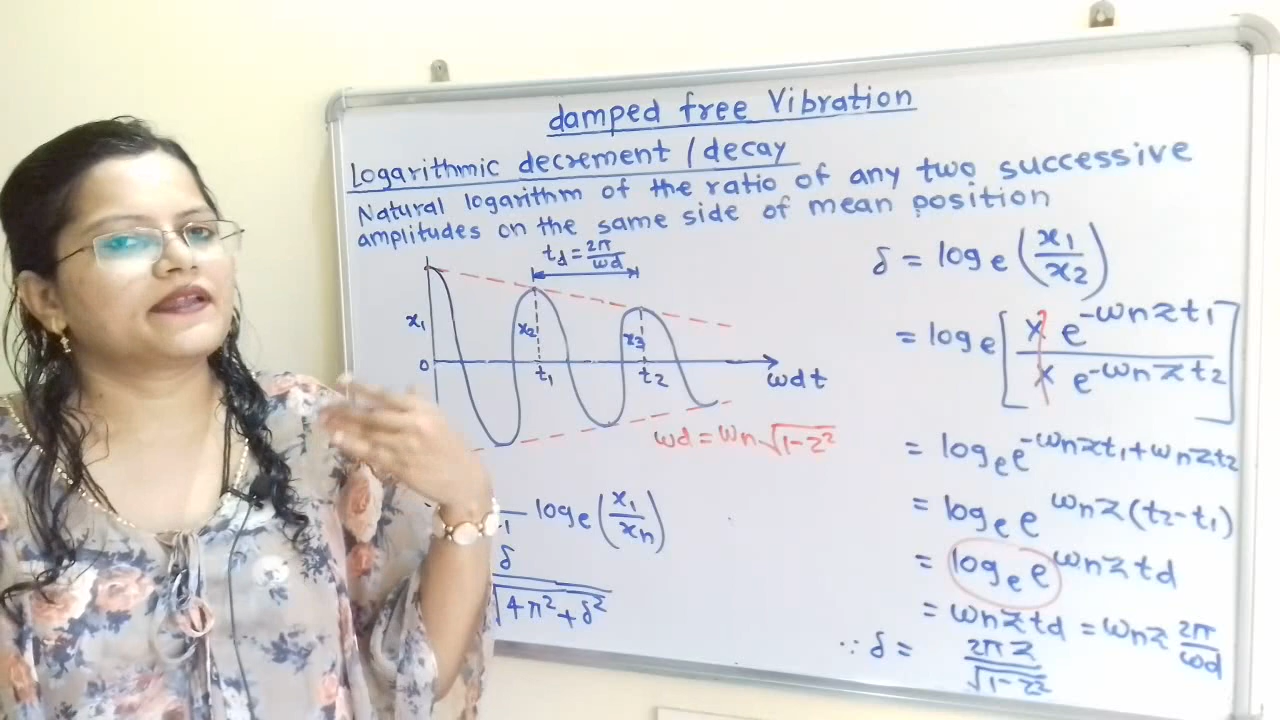 damped free Vibration
Logarithmic decrement / decay
Natural logarithm of the ratio of any two successive
amplitudes on the same side of mean position
td = 2π/ωd
x1
x2
x3
0
t1
t2
ωdt
ωd = ωn√1-z²
loge(x1/xn)
δ
√4π²+δ²
δ = loge(x1/x2)
= loge[X e^-ωnzt1 / X e^-ωnzt2]
= logee^-ωnzt1+ωnzt2
= logee^ωnz(t2-t1)
= logee^ωnztd
= ωnztd = ωnz 2π/ωd
∵ δ = 2πz/√1-z²